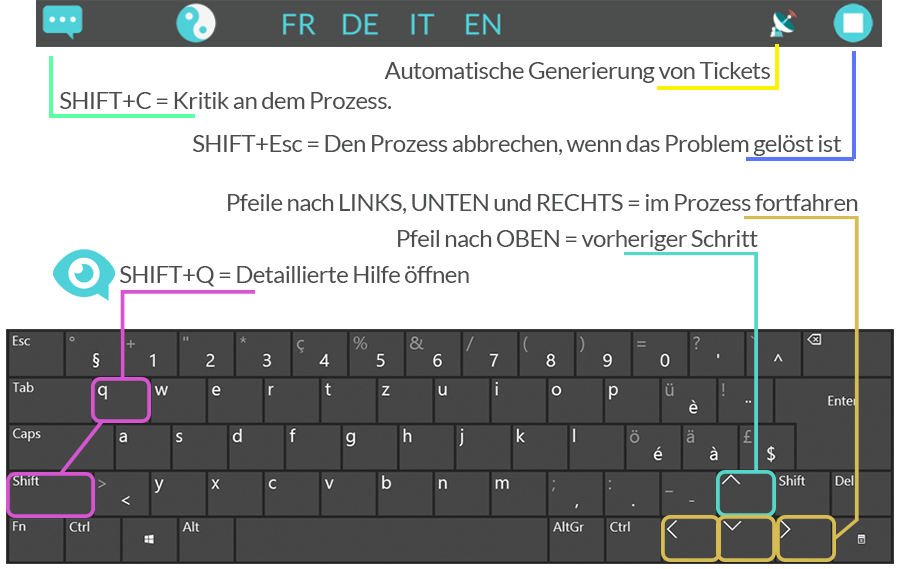 FR DE IT EN
Automatische Generierung von Tickets
SHIFT+C = Kritik an dem Prozess.
SHIFT+Esc = Den Prozess abbrechen, wenn das Problem gelöst ist
Pfeile nach LINKS, UNTEN und RECHTS = im Prozess fortfahren
Pfeil nach OBEN = vorheriger Schritt
SHIFT+Q = Detaillierte Hilfe öffnen
Esc ° § + 1 " 2 * 3 ç 4 % 5 & 6 / 7 ( 8 ) 9 = 0 ? ' ` ^
Tab q w e r t z u i o p ü è ! ¨ Enter
Caps a s d f g h j k l ö é ä à £ $
Shift > < y x c v b n m ; , : . _ - Shift Del
Fn Ctrl Alt AltGr Ctrl